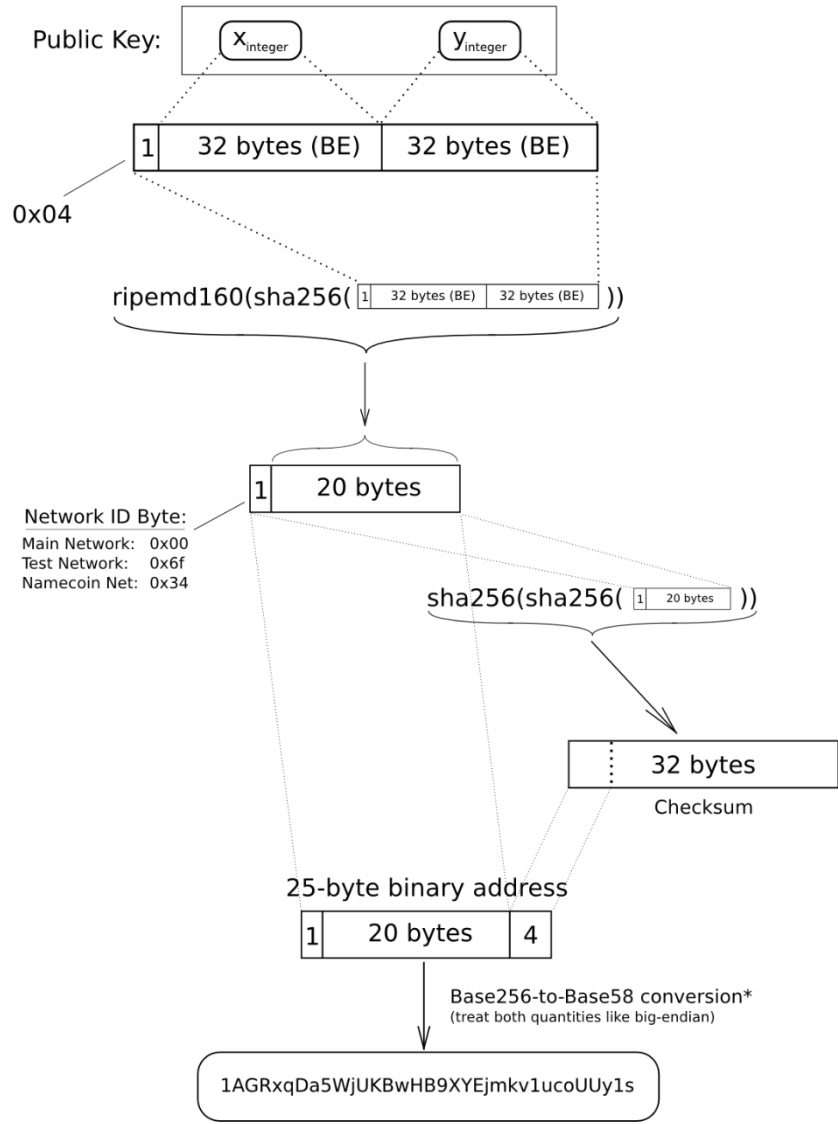 Public Key:
xinteger
yinteger
1
32 bytes (BE)
32 bytes (BE)
0x04
ripemd160(sha256( 1 32 bytes (BE) 32 bytes (BE) ))
1
20 bytes
Network ID Byte:
Main Network: 0x00
Test Network: 0x6f
Namecoin Net: 0x34
sha256(sha256( 1 20 bytes ))
32 bytes
Checksum
25-byte binary address
1
20 bytes
4
Base256-to-Base58 conversion*
(treat both quantities like big-endian)
1AGRxqDa5WjUKBwHB9XYEjmkv1ucoUUy1s